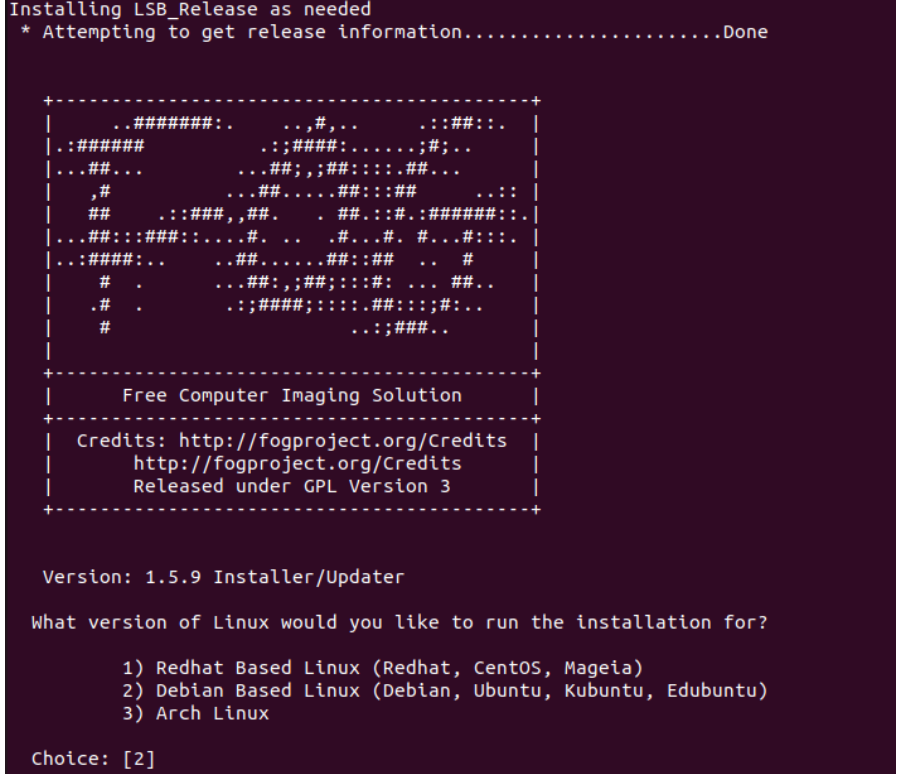 Installing LSB_Release as needed
 * Attempting to get release information.......................Done
   +------------------------------------------+
   |     ..#######:.    ..,#,..     .::##::.  |
   |.:######          .:;####:......;#;..     |
   |...##...        ...##;,;##::::.##...      |
   |   ,#          ...##.....##:::##     ..:: |
   |   ##    .::###,,##.   . ##.::#.:######::.|
   |...##:::###::....#. ..  .#...#. #...#:::. |
   |..:####:..    ..##......##::##  ..  #     |
   |    #  .      ...##:,;##;:::#: ... ##..   |
   |   .#  .       .:;####;::::.##:::;#:..    |
   |    #                     ..:;###..       |
   |                                          |
   +------------------------------------------+
   |      Free Computer Imaging Solution      |
   +------------------------------------------+
   |  Credits: http://fogproject.org/Credits  |
   |       http://fogproject.org/Credits      |
   |       Released under GPL Version 3       |
   +------------------------------------------+
   Version: 1.5.9 Installer/Updater
  What version of Linux would you like to run the installation for?
          1) Redhat Based Linux (Redhat, CentOS, Mageia)
          2) Debian Based Linux (Debian, Ubuntu, Kubuntu, Edubuntu)
          3) Arch Linux
  Choice: [2]